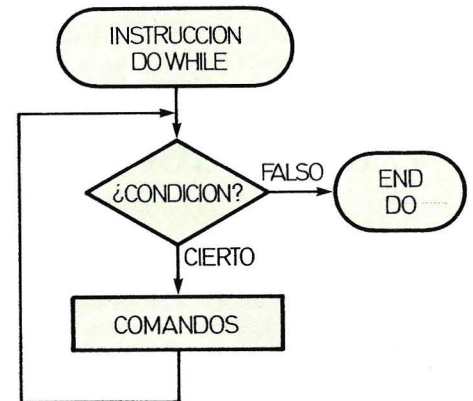 INSTRUCCION
DO WHILE
¿CONDICION?
FALSO
END
DO
CIERTO
COMANDOS